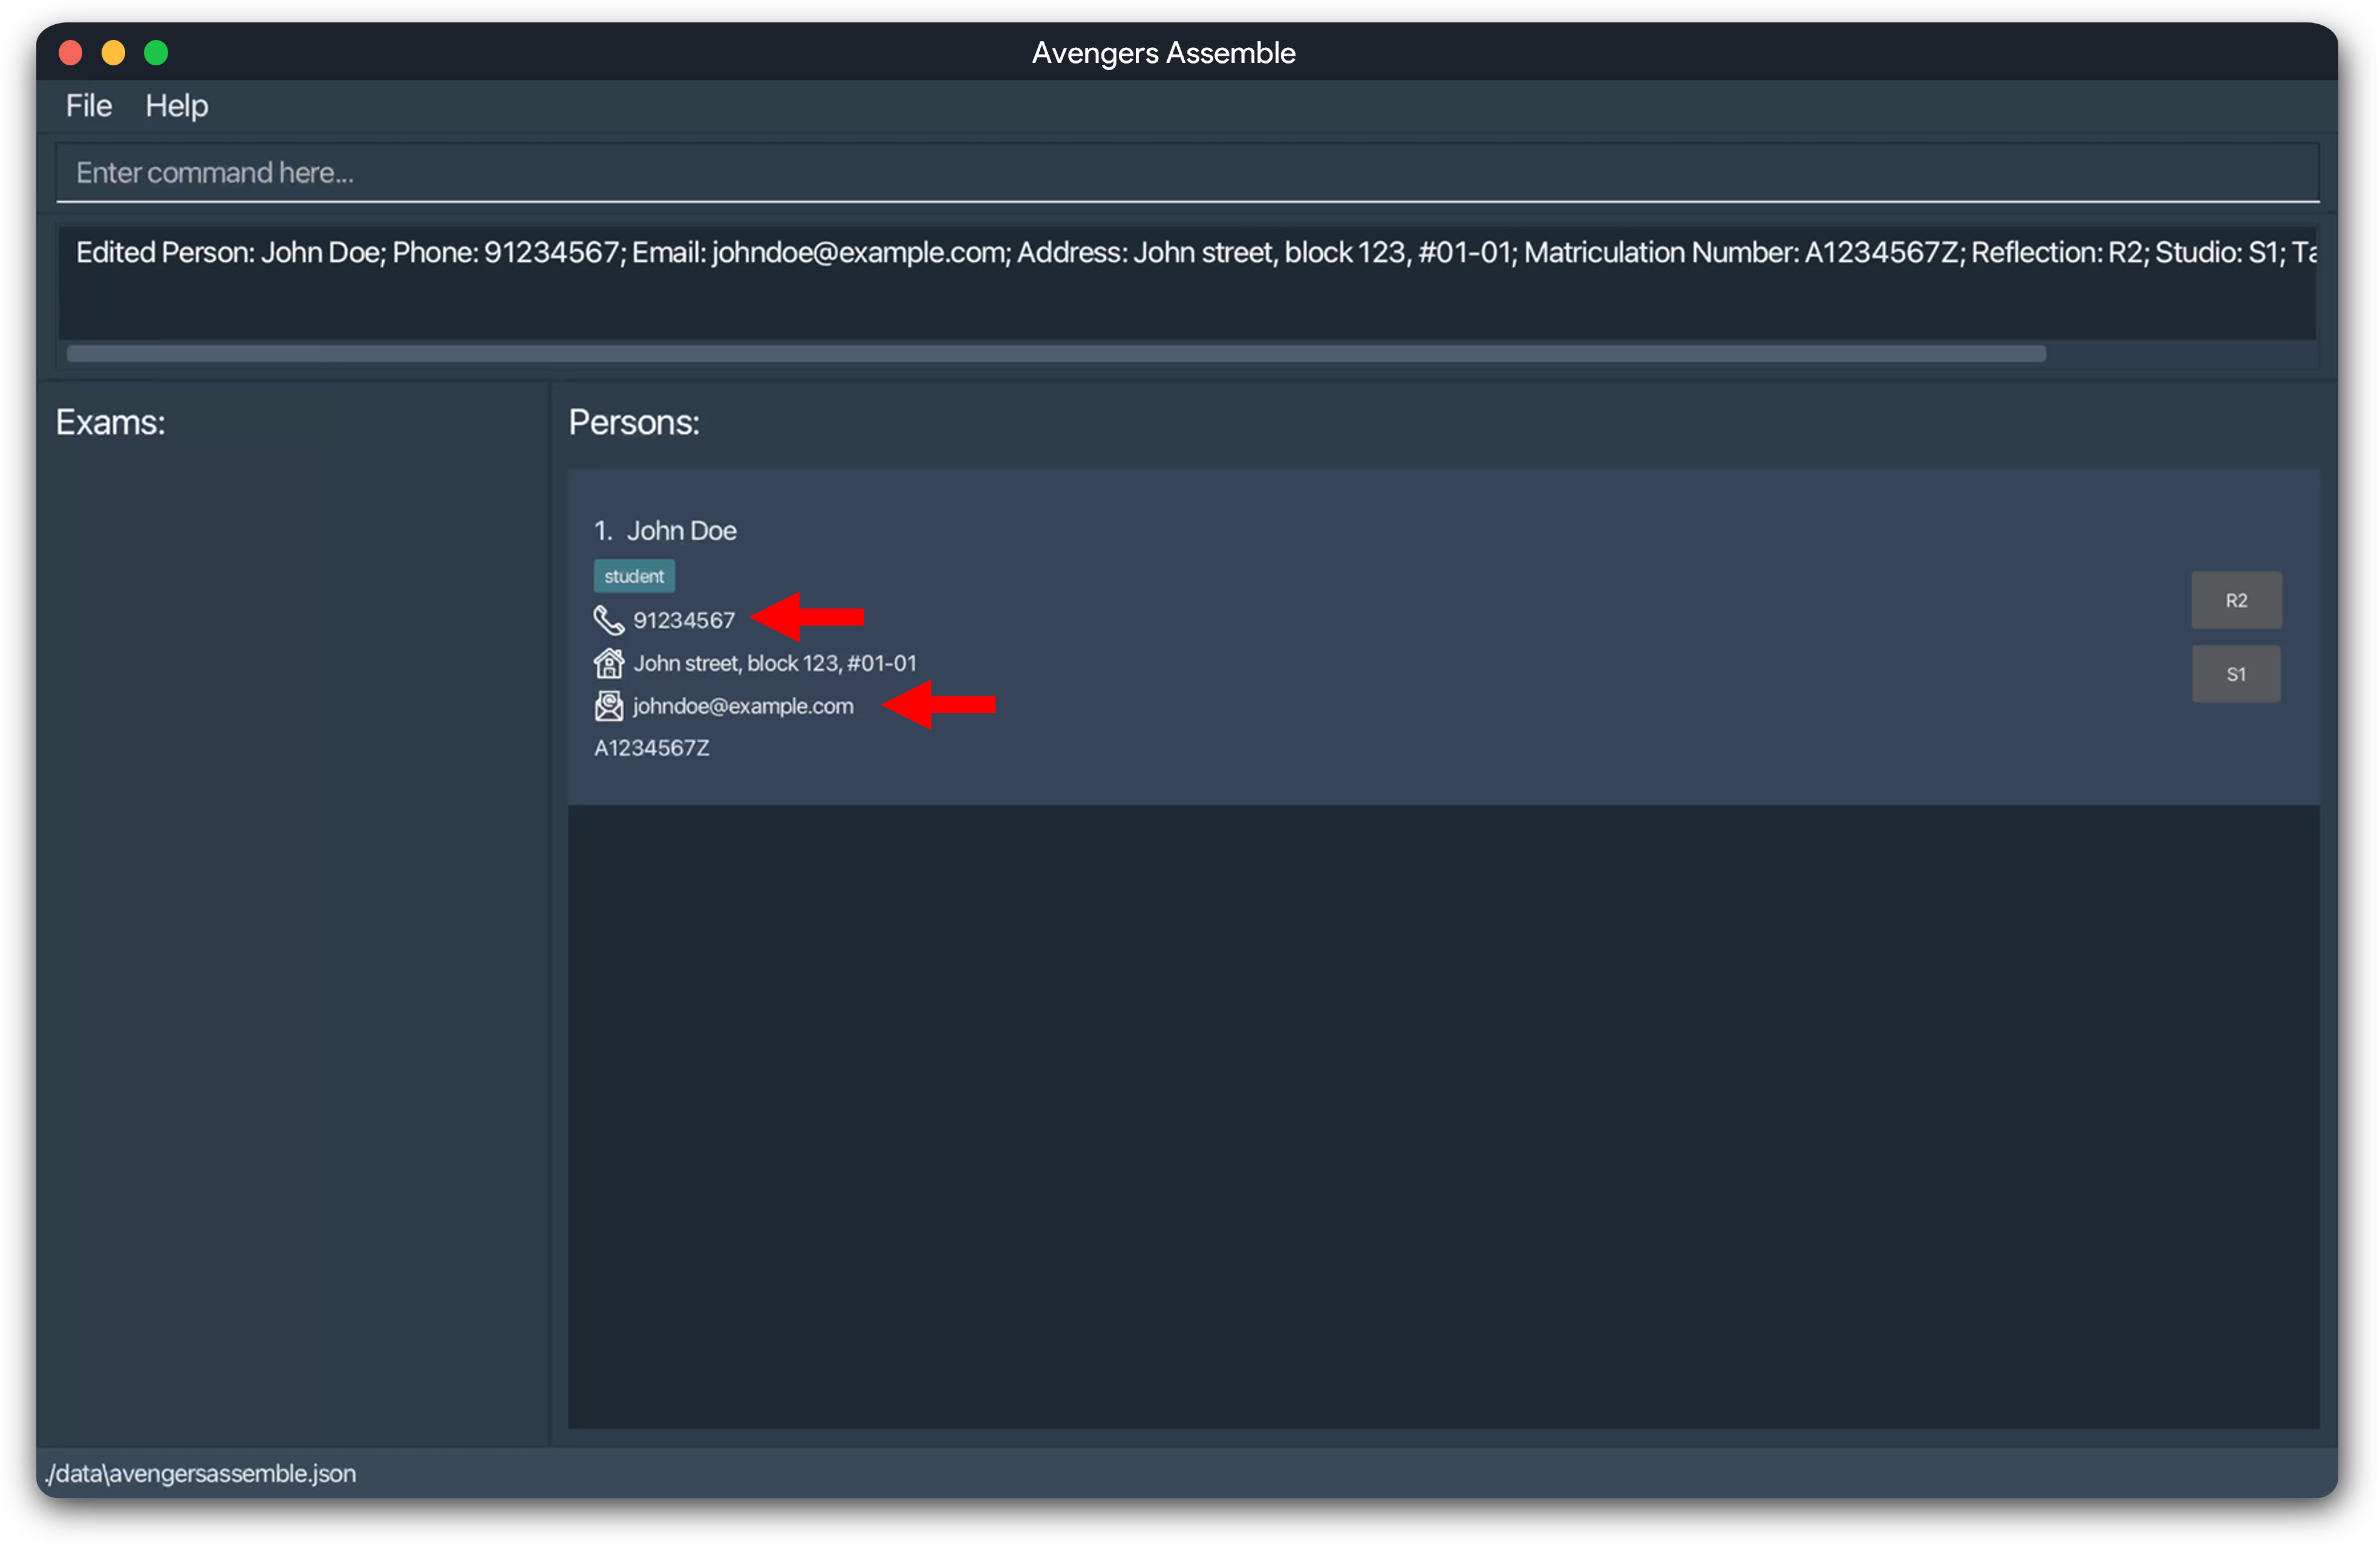 Avengers Assemble
File Help
Enter command here...
Edited Person: John Doe; Phone: 91234567; Email: johndoe@example.com; Address: John street, block 123, #01-01; Matriculation Number: A1234567Z; Reflection: R2; Studio: S1;
Exams:
Persons:
1. John Doe
student
91234567
John street, block 123, #01-01
johndoe@example.com
A1234567Z
R2
S1
./data\avengersassemble.json